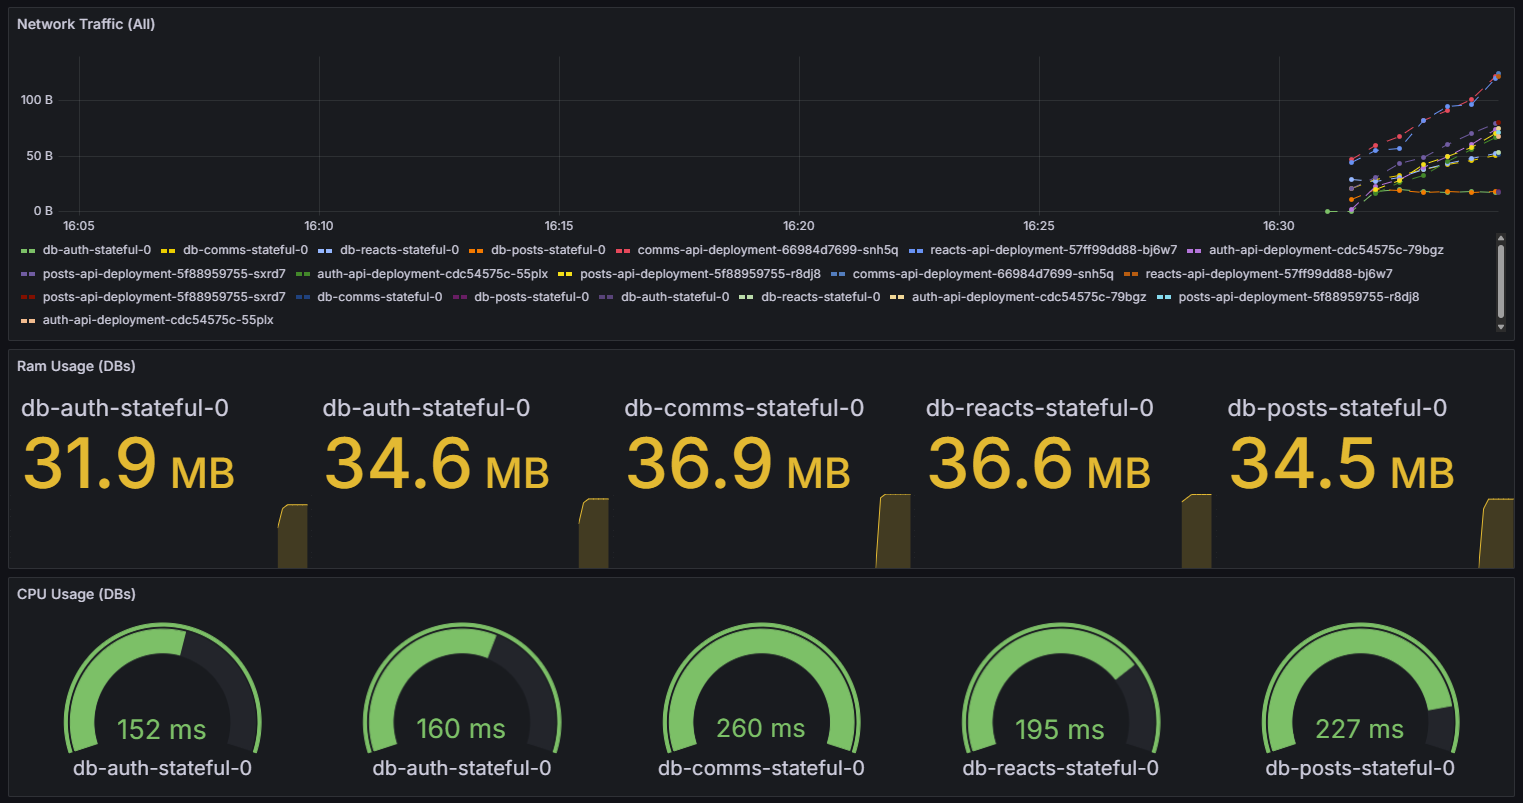 Network Traffic (All)
100 B
50 B
0 B
16:05 16:10 16:15 16:20 16:25 16:30
db-auth-stateful-0 db-comms-stateful-0 db-reacts-stateful-0 db-posts-stateful-0 comms-api-deployment-66984d7699-snh5q reacts-api-deployment-57ff99dd88-bj6w7 auth-api-deployment-cdc54575c-79bgz
posts-api-deployment-5f88959755-sxrd7 auth-api-deployment-cdc54575c-55plx posts-api-deployment-5f88959755-r8dj8 comms-api-deployment-66984d7699-snh5q reacts-api-deployment-57ff99dd88-bj6w7
posts-api-deployment-5f88959755-sxrd7 db-comms-stateful-0 db-posts-stateful-0 db-auth-stateful-0 db-reacts-stateful-0 auth-api-deployment-cdc54575c-79bgz posts-api-deployment-5f88959755-r8dj8
auth-api-deployment-cdc54575c-55plx
Ram Usage (DBs)
db-auth-stateful-0 db-auth-stateful-0 db-comms-stateful-0 db-reacts-stateful-0 db-posts-stateful-0
31.9 MB 34.6 MB 36.9 MB 36.6 MB 34.5 MB
CPU Usage (DBs)
152 ms 160 ms 260 ms 195 ms 227 ms
db-auth-stateful-0 db-auth-stateful-0 db-comms-stateful-0 db-reacts-stateful-0 db-posts-stateful-0